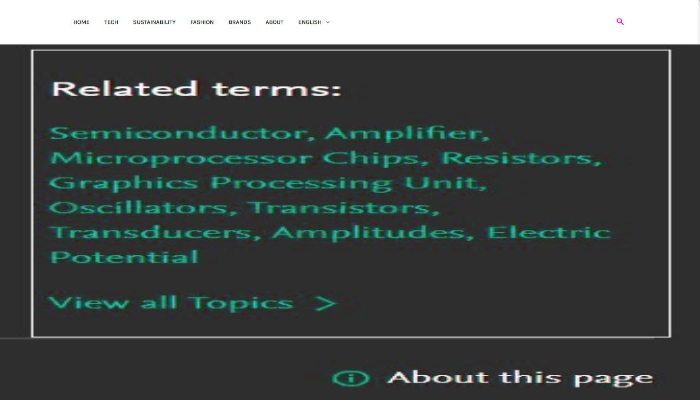 HOME TECH SUSTAINABILITY FASHION BRANDS ABOUT ENGLISH
Related terms:
Semiconductor, Amplifier,
Microprocessor Chips, Resistors,
Graphics Processing Unit,
Oscillators, Transistors,
Transducers, Amplitudes, Electric
Potential
View all Topics >
About this page